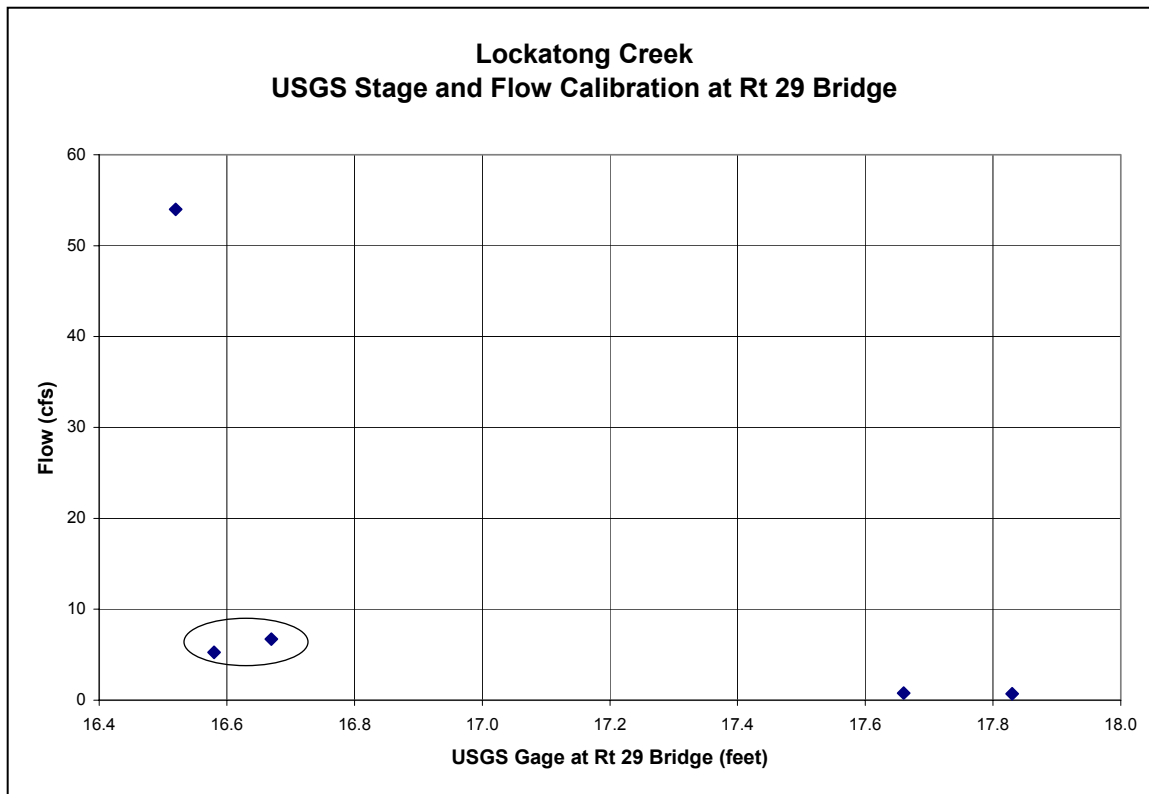 Lockatong Creek
USGS Stage and Flow Calibration at Rt 29 Bridge
60
50
40
30
20
10
0
Flow (cfs)
16.4 16.6 16.8 17.0 17.2 17.4 17.6 17.8 18.0
USGS Gage at Rt 29 Bridge (feet)